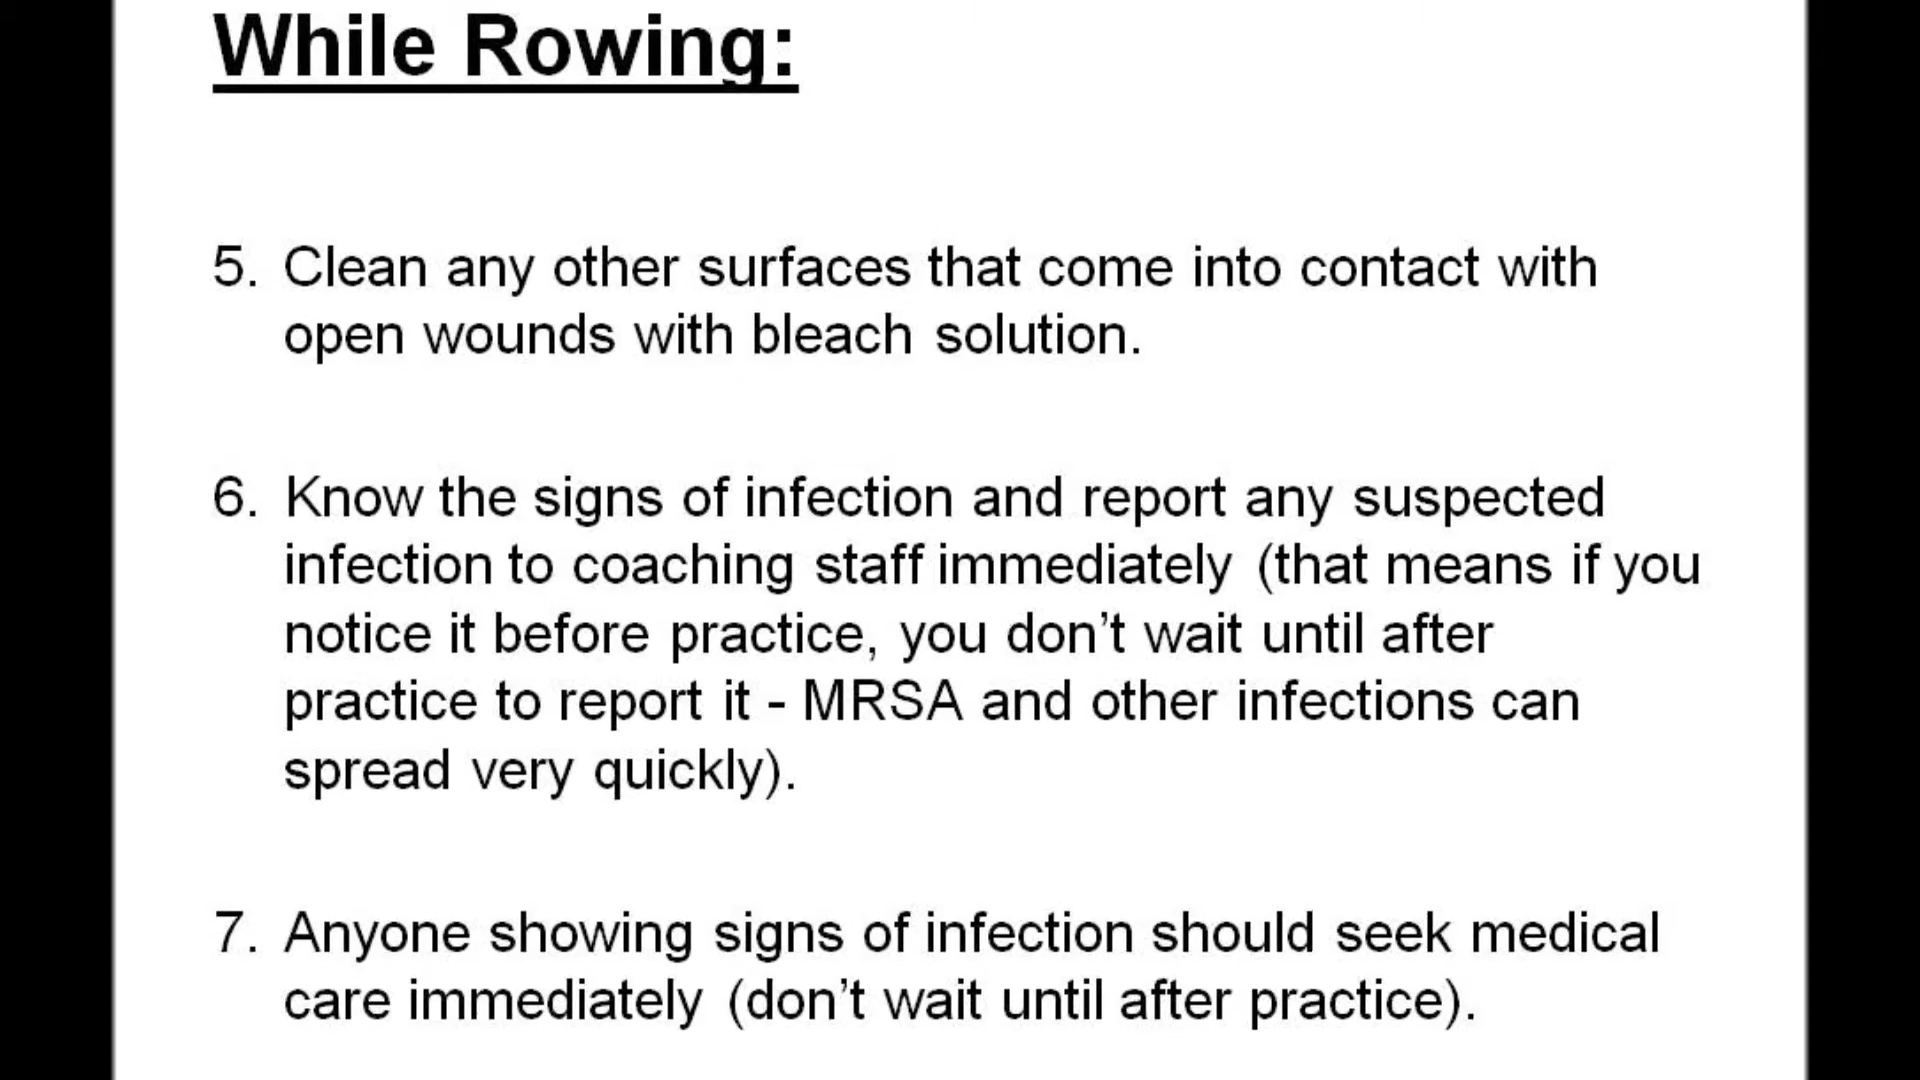 While Rowing:
5. Clean any other surfaces that come into contact with
open wounds with bleach solution.
6. Know the signs of infection and report any suspected
infection to coaching staff immediately (that means if you
notice it before practice, you don’t wait until after
practice to report it - MRSA and other infections can
spread very quickly).
7. Anyone showing signs of infection should seek medical
care immediately (don’t wait until after practice).